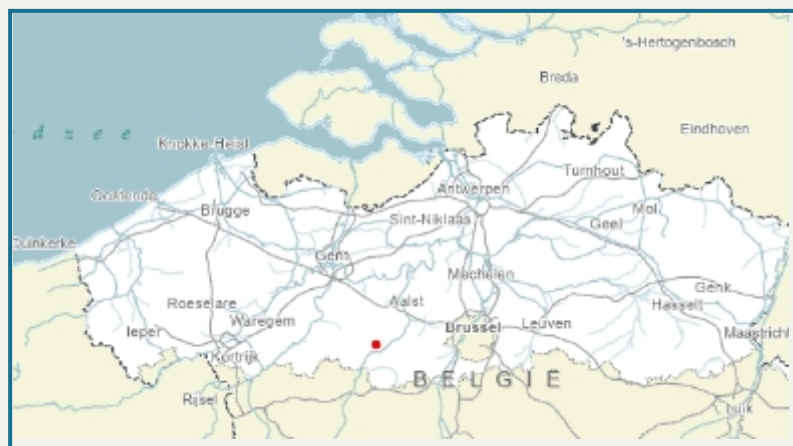 's-Hertogenbosch
Breda
Eindhoven
d z e e
Knokke-Heist
Turnhout
Oostende
Antwerpen
Mol
Brugge
Sint-Niklaas
Geel
Duinkerke
Gent
Mechelen
Genk
Roeselare
Aalst
Hasselt
Ieper
Waregem
Brussel
Leuven
Maastricht
Kortrijk
BELGIË
Rijsel
Luik